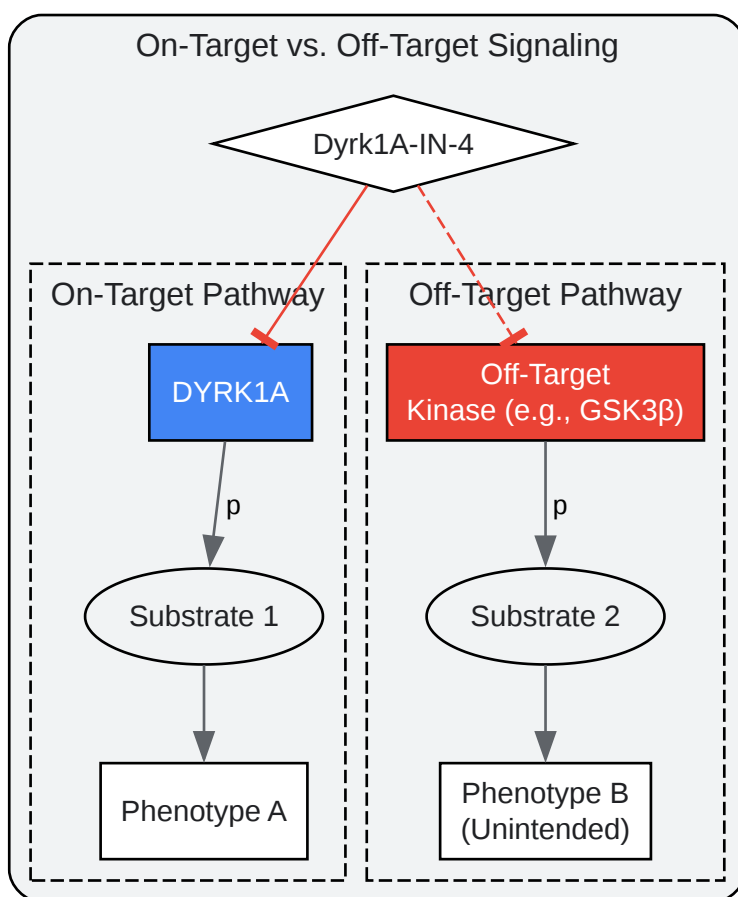 On-Target vs. Off-Target Signaling
Dyrk1A-IN-4
On-Target Pathway
DYRK1A
p
Substrate 1
Phenotype A
Off-Target Pathway
Off-Target
Kinase (e.g., GSK3β)
p
Substrate 2
Phenotype B
(Unintended)